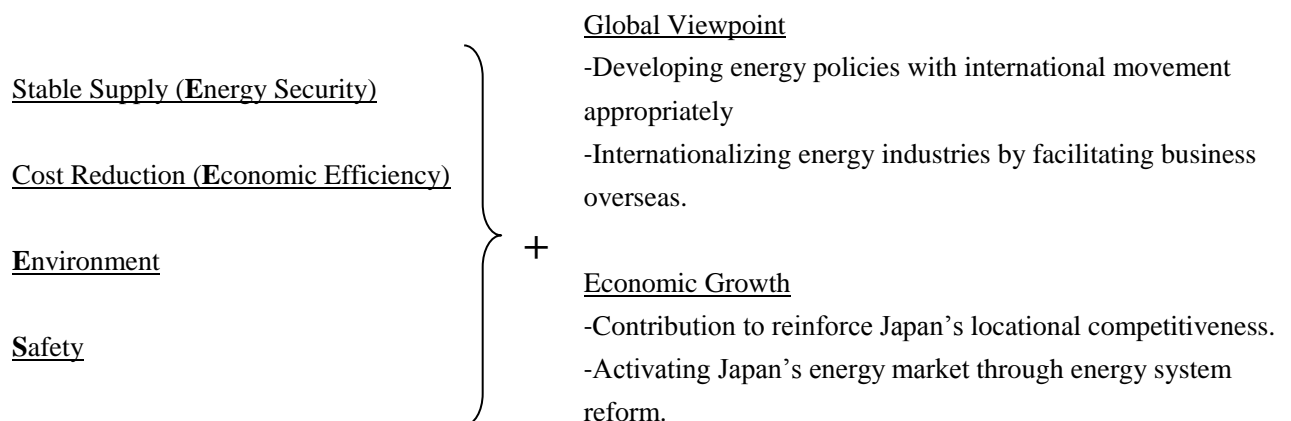 Stable Supply (Energy Security)
Cost Reduction (Economic Efficiency)
Environment
Safety
+
Global Viewpoint
-Developing energy policies with international movement
appropriately
-Internationalizing energy industries by facilitating business
overseas.
Economic Growth
-Contribution to reinforce Japan’s locational competitiveness.
-Activating Japan’s energy market through energy system
reform.